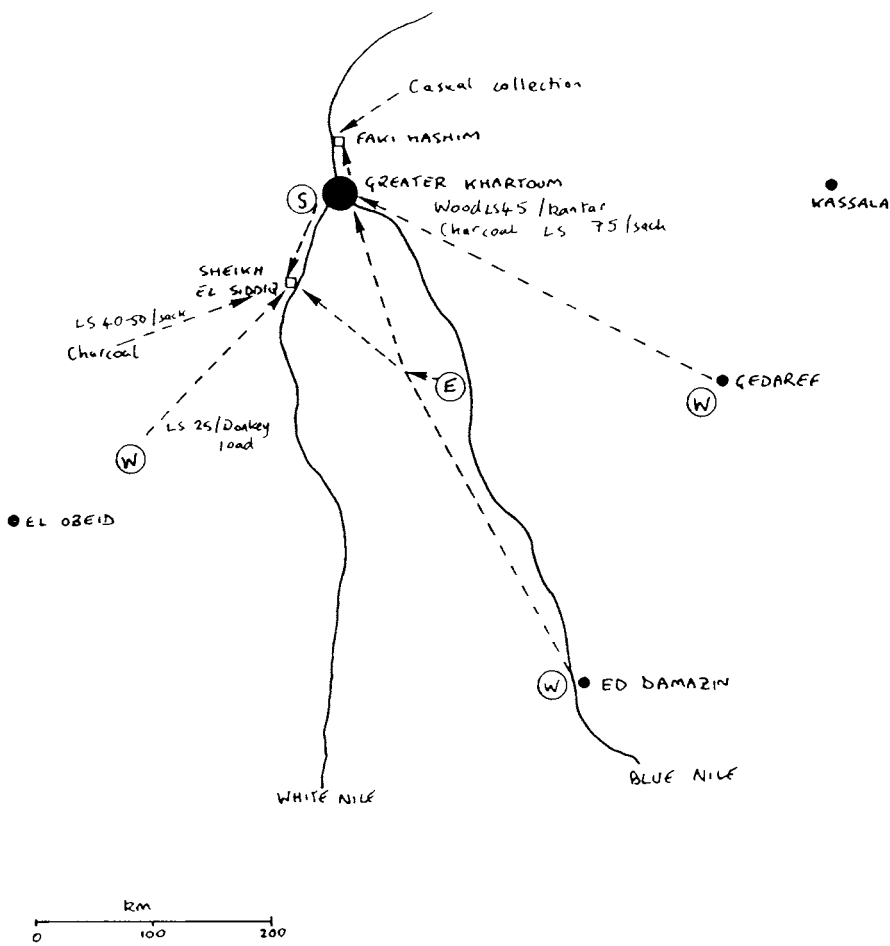 Casual collection
FAKI HASHIM
GREATER KHARTOUM
S
Wood LS45 /kantar
Charcoal LS 75/sack
KASSALA
SHEIKH
EL SIDDIQ
LS 40-50/sack
Charcoal
E
GEDAREF
W
LS 25/Donkey
load
W
EL OBEID
W
ED DAMAZIN
BLUE NILE
WHITE NILE
km
0 100 200